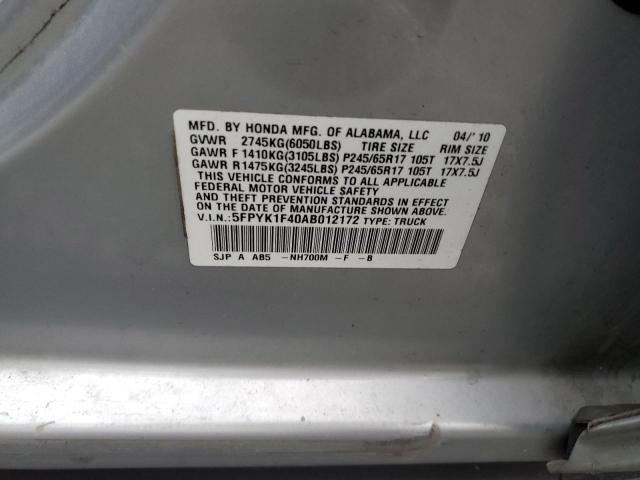 MFD. BY HONDA MFG. OF ALABAMA, LLC 04/'10
GVWR 2745KG(6050LBS) TIRE SIZE RIM SIZE
GAWR F 1410KG(3105LBS) P245/65R17 105T 17X7.5J
GAWR R1475KG(3245LBS) P245/65R17 105T 17X7.5J
THIS VEHICLE CONFORMS TO ALL APPLICABLE
FEDERAL MOTOR VEHICLE SAFETY
AND THEFT PREVENTION STANDARDS IN EFFECT
ON THE DATE OF MANUFACTURE SHOWN ABOVE.
V.I.N.:5FPYK1F40AB012172 TYPE: TRUCK
SJP A AB5 -NH700M -F -B